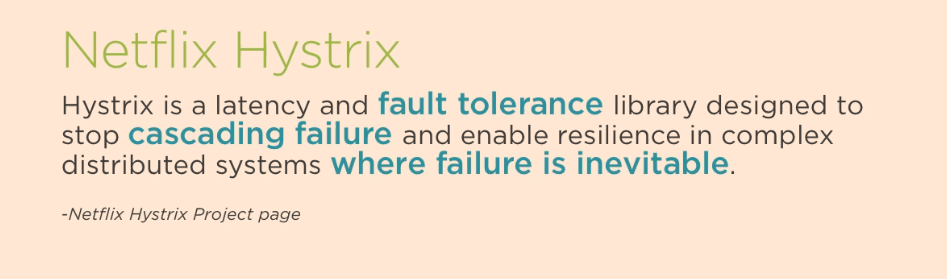 Netflix Hystrix
Hystrix is a latency and fault tolerance library designed to
stop cascading failure and enable resilience in complex
distributed systems where failure is inevitable.
-Netflix Hystrix Project page